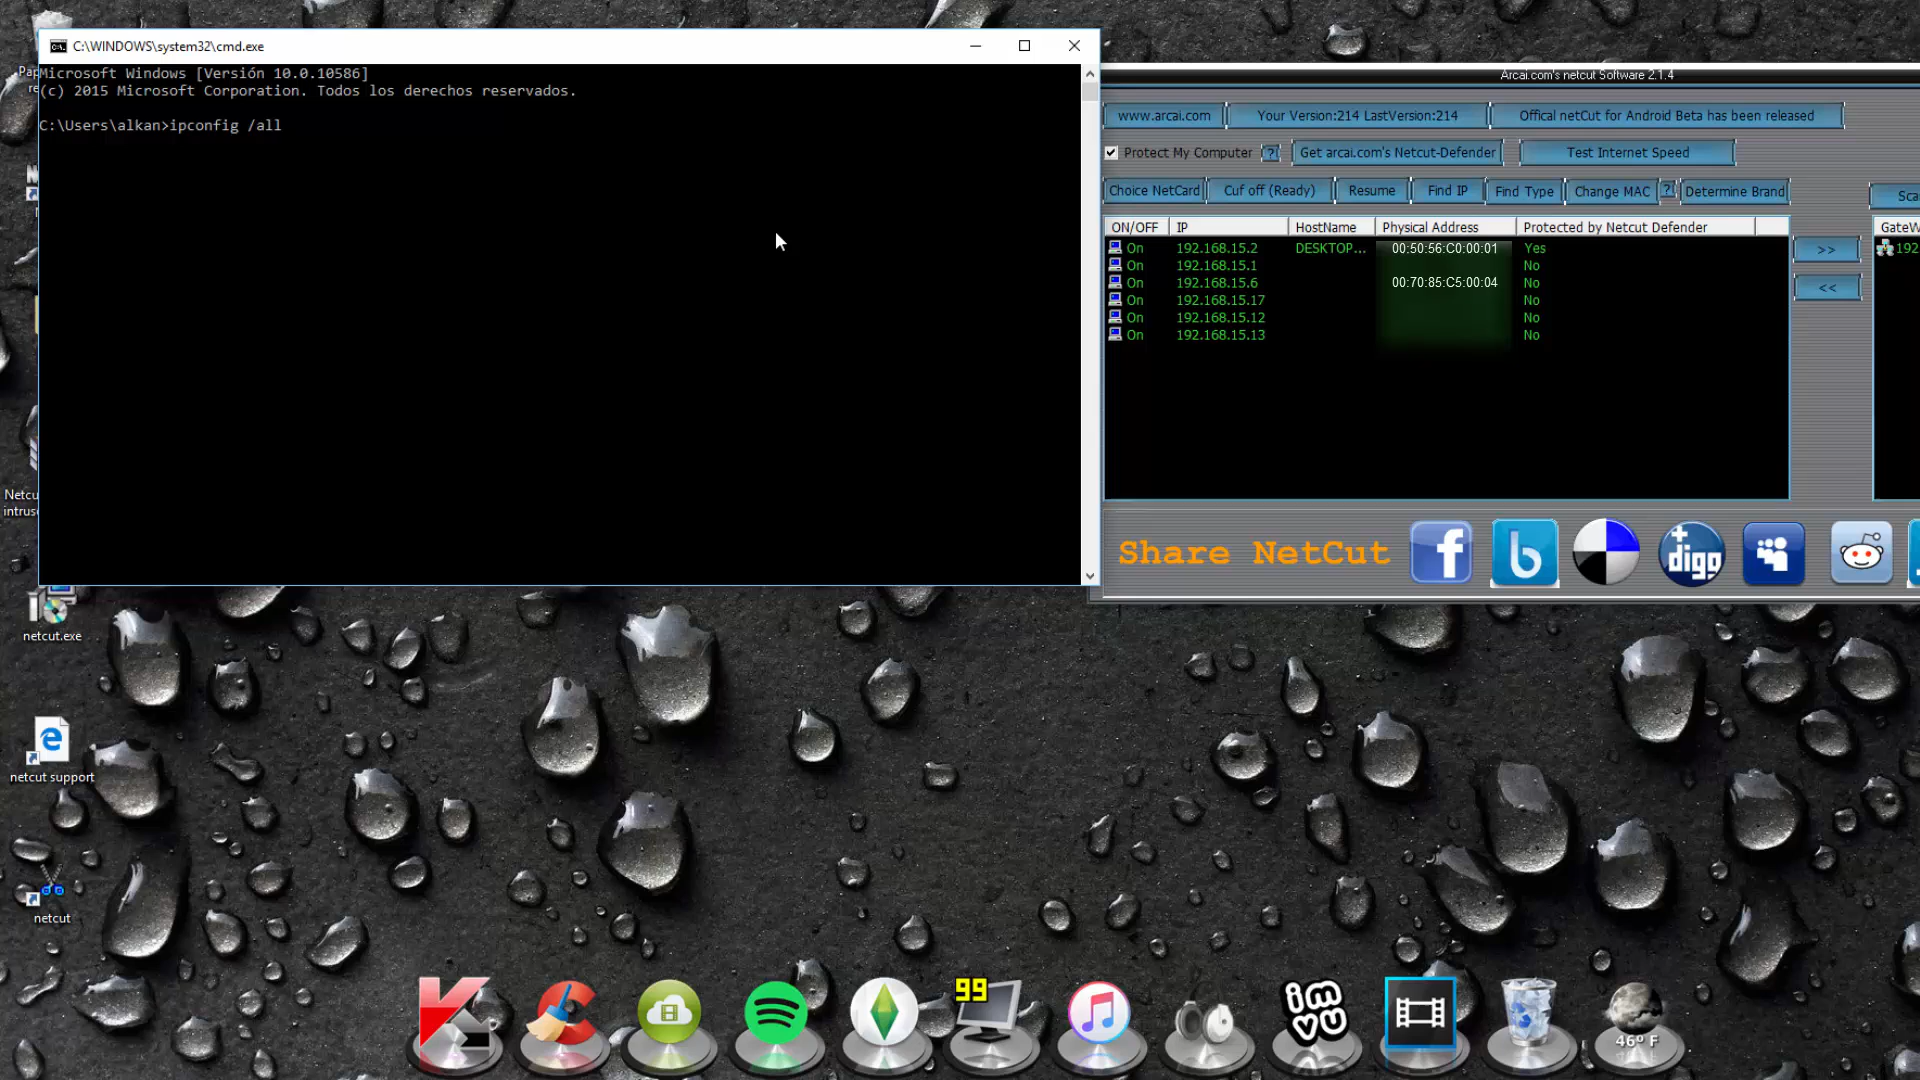 C:\WINDOWS\system32\cmd.exe
Microsoft Windows [Versión 10.0.10586]
(c) 2015 Microsoft Corporation. Todos los derechos reservados.
C:\Users\alkan>ipconfig /all
Arcai.com's netcut Software 2.1.4
www.arcai.com
Your Version:214 LastVersion:214
Offical netCut for Android Beta has been released
Protect My Computer
?
Get arcai.com's Netcut-Defender
Test Internet Speed
Choice NetCard
Cuf off (Ready)
Resume
Find IP
Find Type
Change MAC
?
Determine Brand
ON/OFF IP HostName Physical Address Protected by Netcut Defender
On 192.168.15.2 DESKTOP... 00:50:56:C0:00:01 Yes
On 192.168.15.1 No
On 192.168.15.6 00:70:85:C5:00:04 No
On 192.168.15.17 No
On 192.168.15.12 No
On 192.168.15.13 No
>>
<<
GateW
192
Share NetCut
f
b
+
digg
Netcu
intrus
netcut.exe
netcut support
netcut
99
imvu
46º F